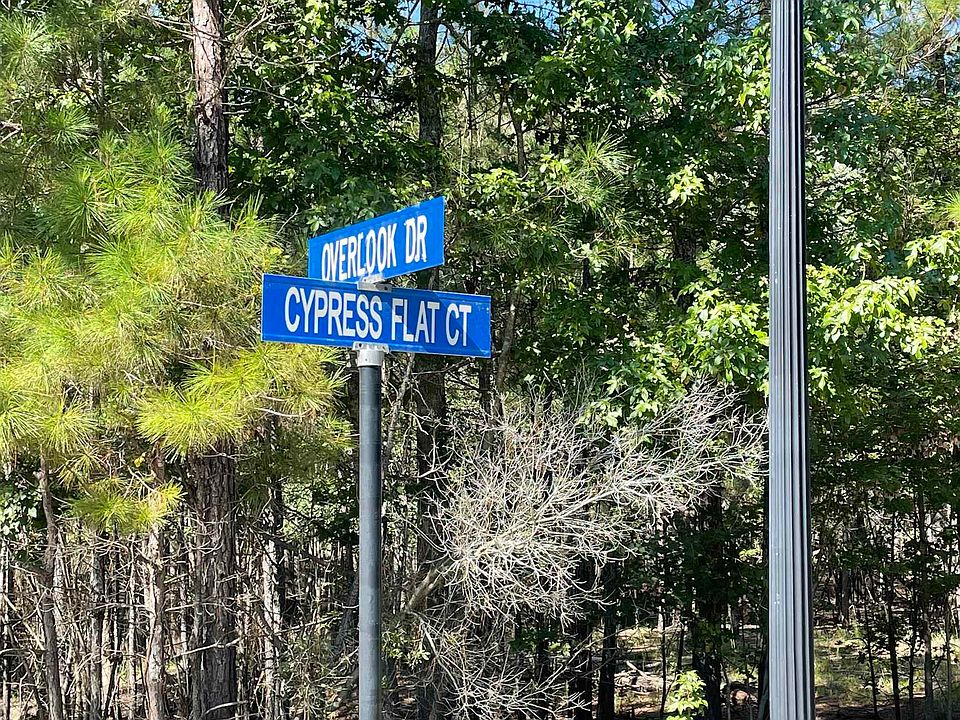 OVERLOOK DR
CYPRESS FLAT CT